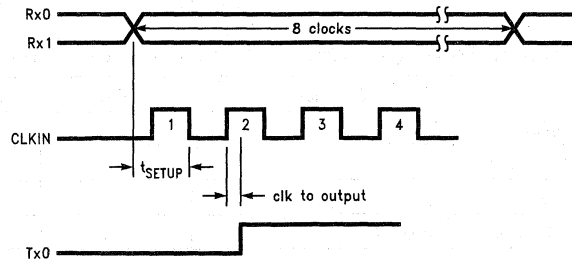 Rx0
8 clocks
Rx1
1 2 3 4
CLKIN
tSETUP
clk to output
Tx0